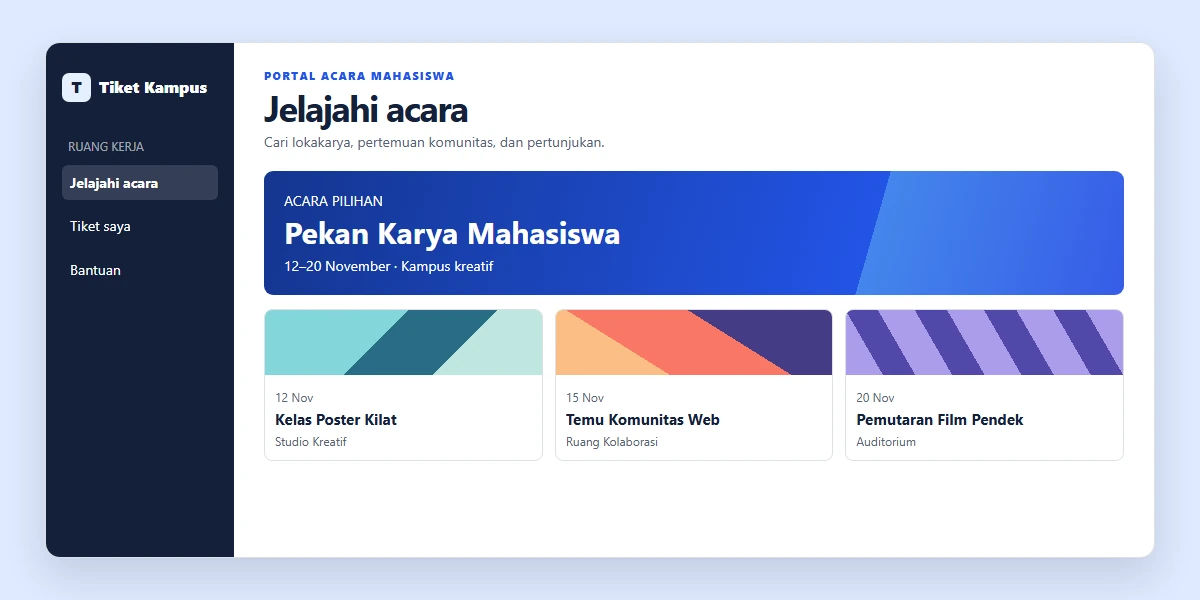 T
Tiket Kampus
RUANG KERJA
Jelajahi acara
Tiket saya
Bantuan
PORTAL ACARA MAHASISWA
Jelajahi acara
Cari lokakarya, pertemuan komunitas, dan pertunjukan.
ACARA PILIHAN
Pekan Karya Mahasiswa
12–20 November · Kampus kreatif
12 Nov
Kelas Poster Kilat
Studio Kreatif
15 Nov
Temu Komunitas Web
Ruang Kolaborasi
20 Nov
Pemutaran Film Pendek
Auditorium